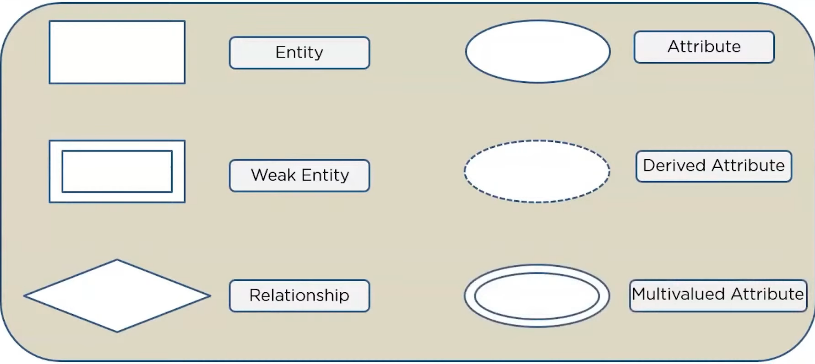 Entity
Attribute
Weak Entity
Derived Attribute
Relationship
Multivalued Attribute